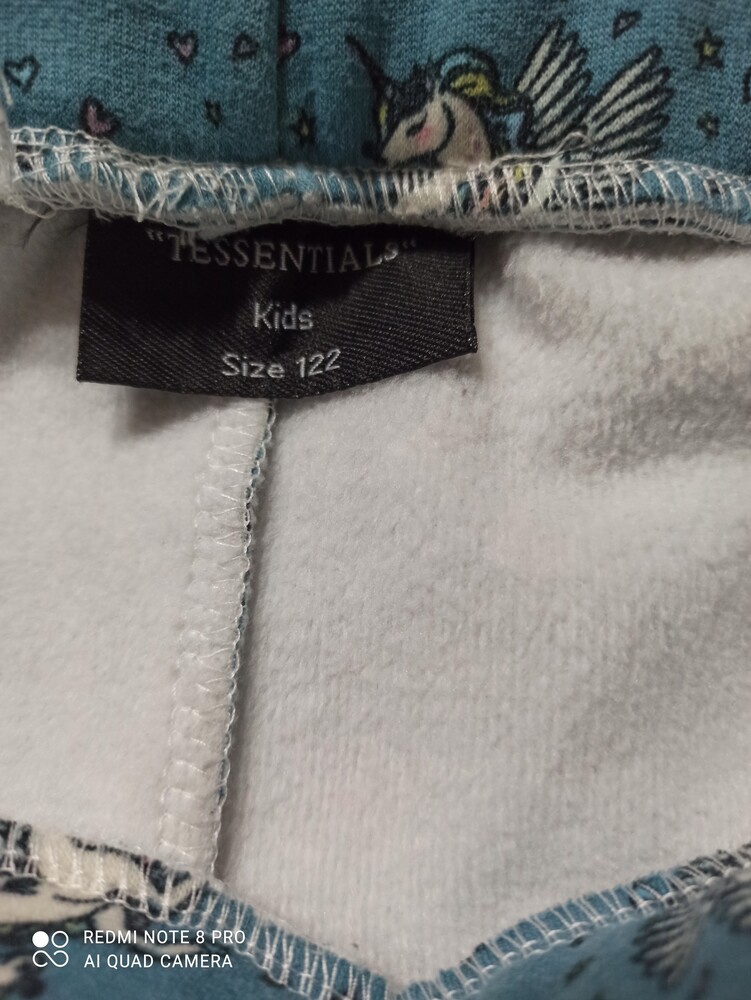 "TESSENTIALS"
Kids
Size 122
REDMI NOTE 8 PRO
AI QUAD CAMERA